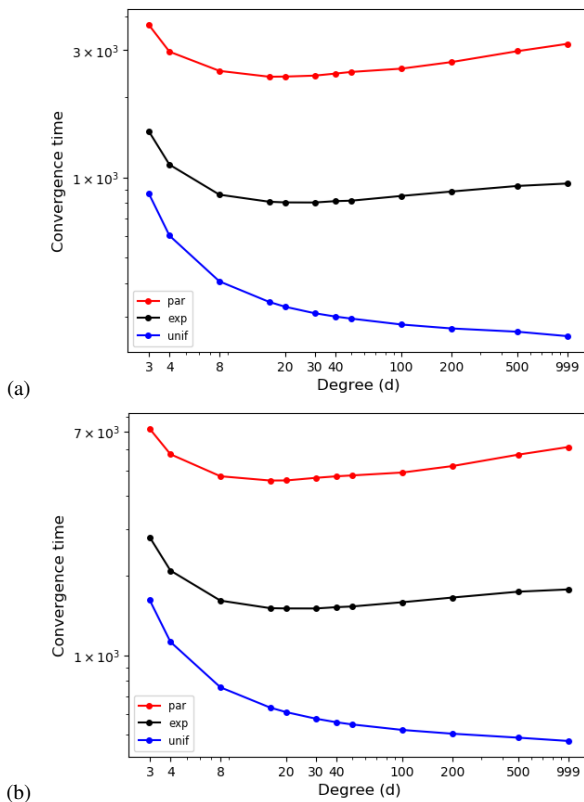 3 × 10³
1 × 10³
Convergence time
par
exp
unif
3 4 8 20 30 40 100 200 500 999
Degree (d)
(a)
7 × 10³
1 × 10³
Convergence time
par
exp
unif
3 4 8 20 30 40 100 200 500 999
Degree (d)
(b)